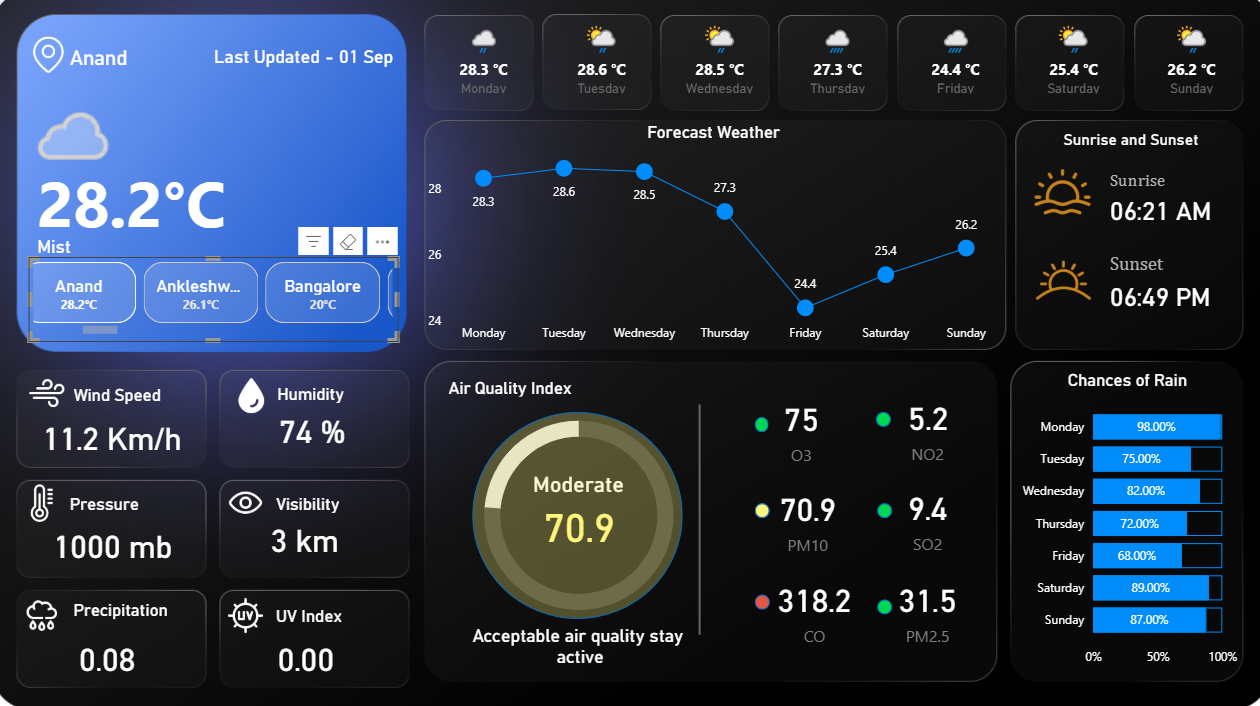 Anand
Last Updated - 01 Sep
28.2°C
Mist
Anand
28.2°C
Ankleshw...
26.1°C
Bangalore
20°C
28.3 °C
Monday
28.6 °C
Tuesday
28.5 °C
Wednesday
27.3 °C
Thursday
24.4 °C
Friday
25.4 °C
Saturday
26.2 °C
Sunday
Forecast Weather
28
26
24
28.3
28.6
28.5
27.3
24.4
25.4
26.2
Monday
Tuesday
Wednesday
Thursday
Friday
Saturday
Sunday
Sunrise and Sunset
Sunrise
06:21 AM
Sunset
06:49 PM
Wind Speed
11.2 Km/h
Humidity
74 %
Pressure
1000 mb
Visibility
3 km
Precipitation
0.08
UV
UV Index
0.00
Air Quality Index
Moderate
70.9
Acceptable air quality stay
active
75
O3
5.2
NO2
70.9
PM10
9.4
SO2
318.2
CO
31.5
PM2.5
Chances of Rain
Monday 98.00%
Tuesday 75.00%
Wednesday 82.00%
Thursday 72.00%
Friday 68.00%
Saturday 89.00%
Sunday 87.00%
0% 50% 100%